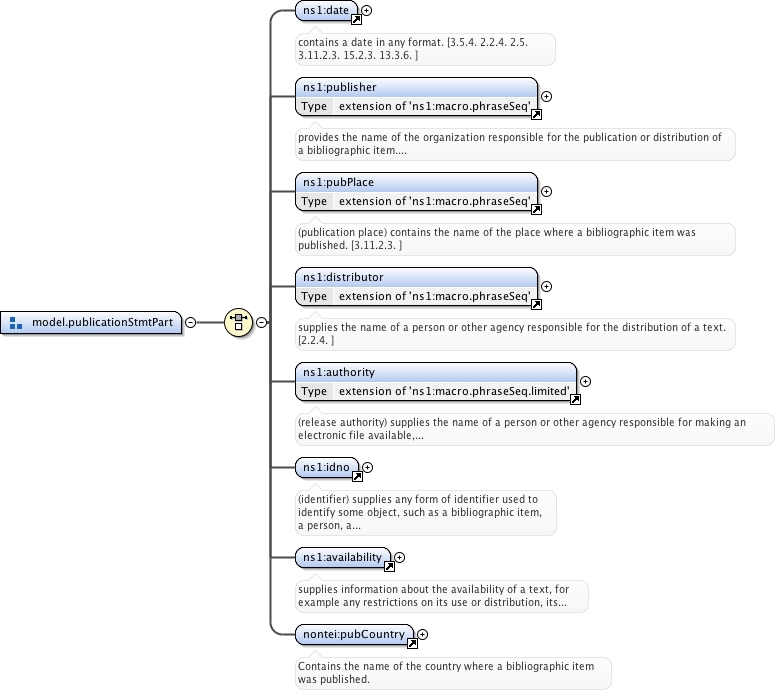 ns1:date
contains a date in any format. [3.5.4. 2.2.4. 2.5.
3.11.2.3. 15.2.3. 13.3.6. ]
ns1:publisher
Type extension of 'ns1:macro.phraseSeq'
provides the name of the organization responsible for the publication or distribution of
a bibliographic item....
ns1:pubPlace
Type extension of 'ns1:macro.phraseSeq'
(publication place) contains the name of the place where a bibliographic item was
published. [3.11.2.3. ]
ns1:distributor
Type extension of 'ns1:macro.phraseSeq'
supplies the name of a person or other agency responsible for the distribution of a text.
[2.2.4. ]
model.publicationStmtPart
ns1:authority
Type extension of 'ns1:macro.phraseSeq.limited'
(release authority) supplies the name of a person or other agency responsible for making an
electronic file available,...
ns1:idno
(identifier) supplies any form of identifier used to
identify some object, such as a bibliographic item,
a person, a...
ns1:availability
supplies information about the availability of a text, for
example any restrictions on its use or distribution, its...
nontei:pubCountry
Contains the name of the country where a bibliographic item
was published.